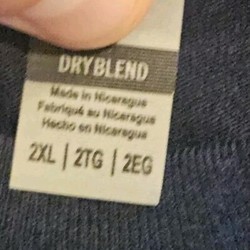 DRYBLEND
Made in Nicaragua
Fabriqué au Nicaragua
Hecho en Nicaragua
2XL | 2TG | 2EG